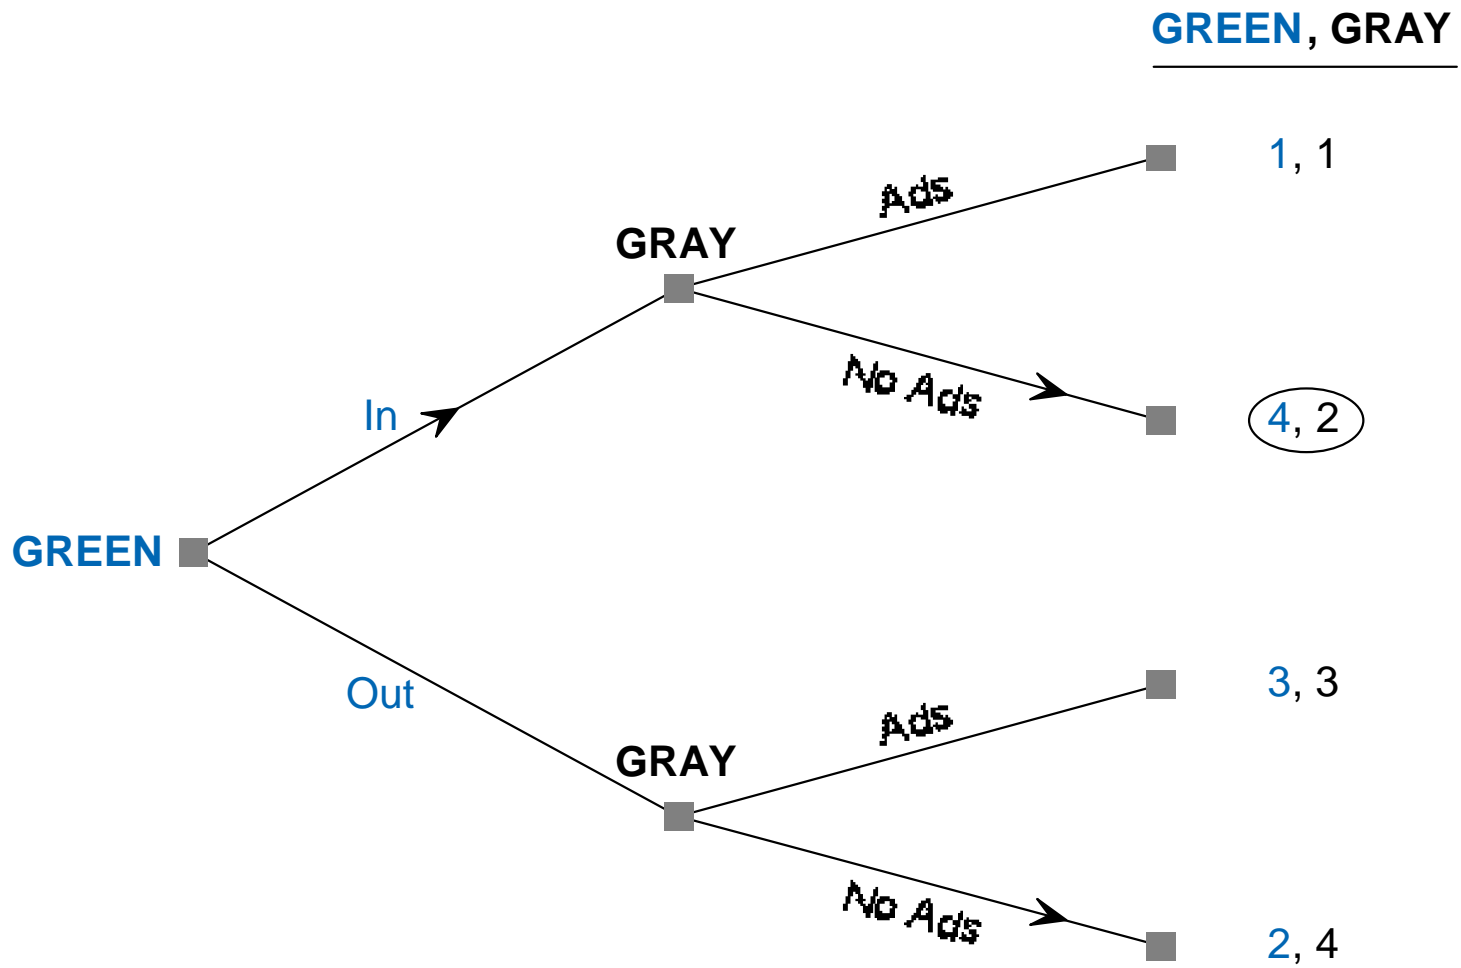 GREEN, GRAY
Ads
1, 1
GRAY
No Ads
In
4, 2
GREEN
Out
Ads
3, 3
GRAY
No Ads
2, 4